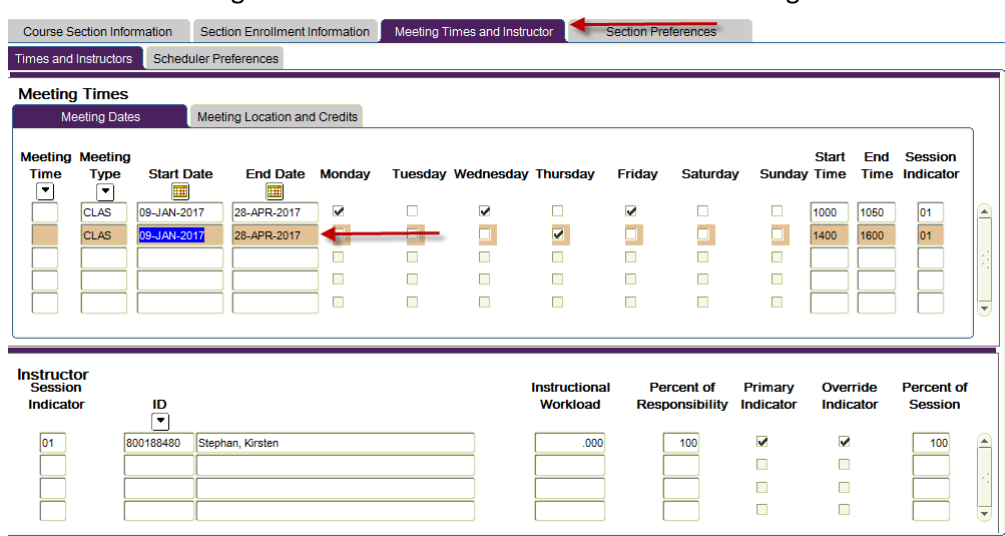 Course Section Information Section Enrollment Information Meeting Times and Instructor Section Preferences
Times and Instructors Scheduler Preferences
Meeting Times
Meeting Dates Meeting Location and Credits
Meeting Meeting Start End Session
Time Type Start Date End Date Monday Tuesday Wednesday Thursday Friday Saturday Sunday Time Time Indicator
CLAS 09-JAN-2017 28-APR-2017 1000 1050 01
CLAS 09-JAN-2017 28-APR-2017 1400 1600 01
Instructor
Session Instructional Percent of Primary Override Percent of
Indicator ID Workload Responsibility Indicator Indicator Session
01 800188480 Stephan, Kirsten .000 100 100